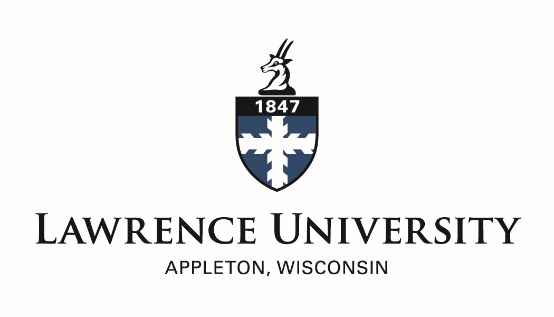 1847
LAWRENCE UNIVERSITY
APPLETON, WISCONSIN